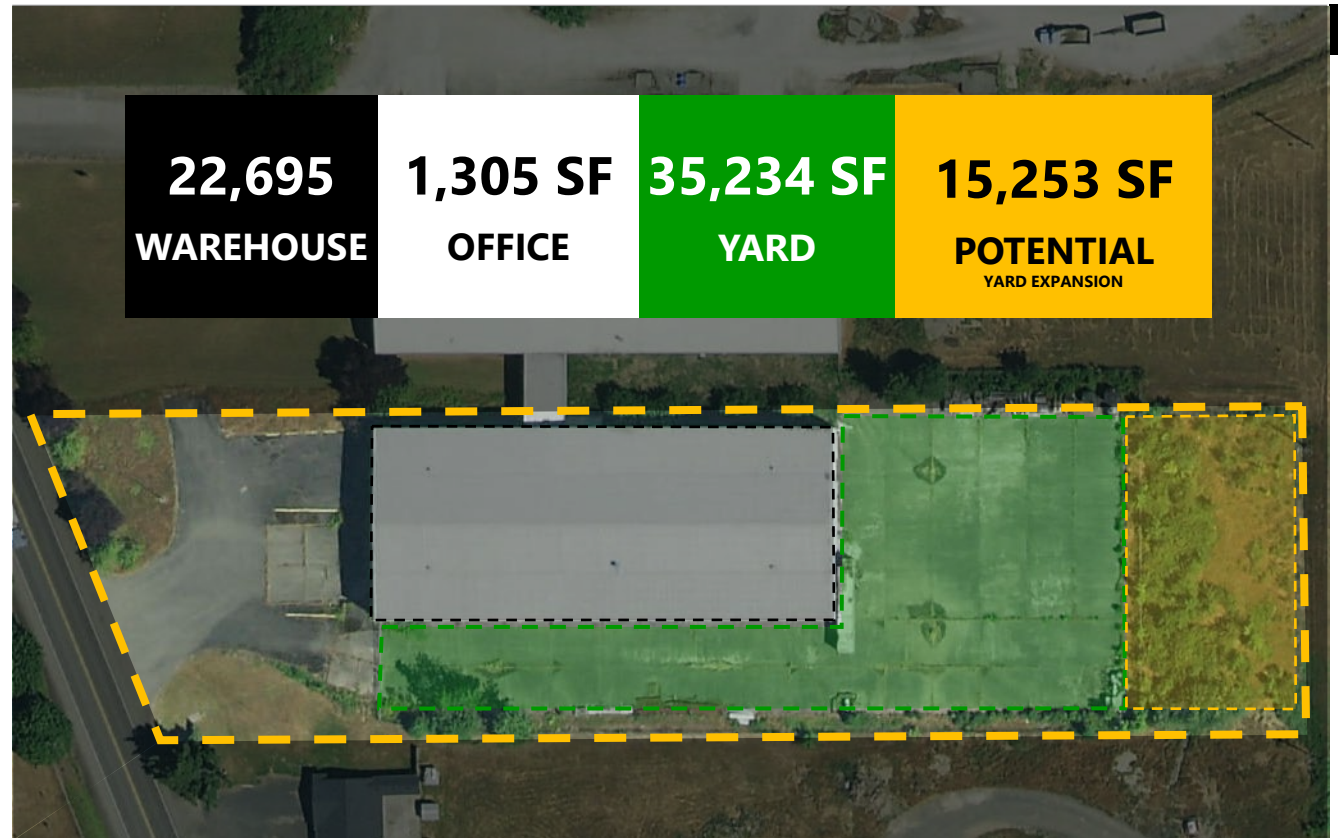 22,695
WAREHOUSE
1,305 SF
OFFICE
35,234 SF
YARD
15,253 SF
POTENTIAL
YARD EXPANSION